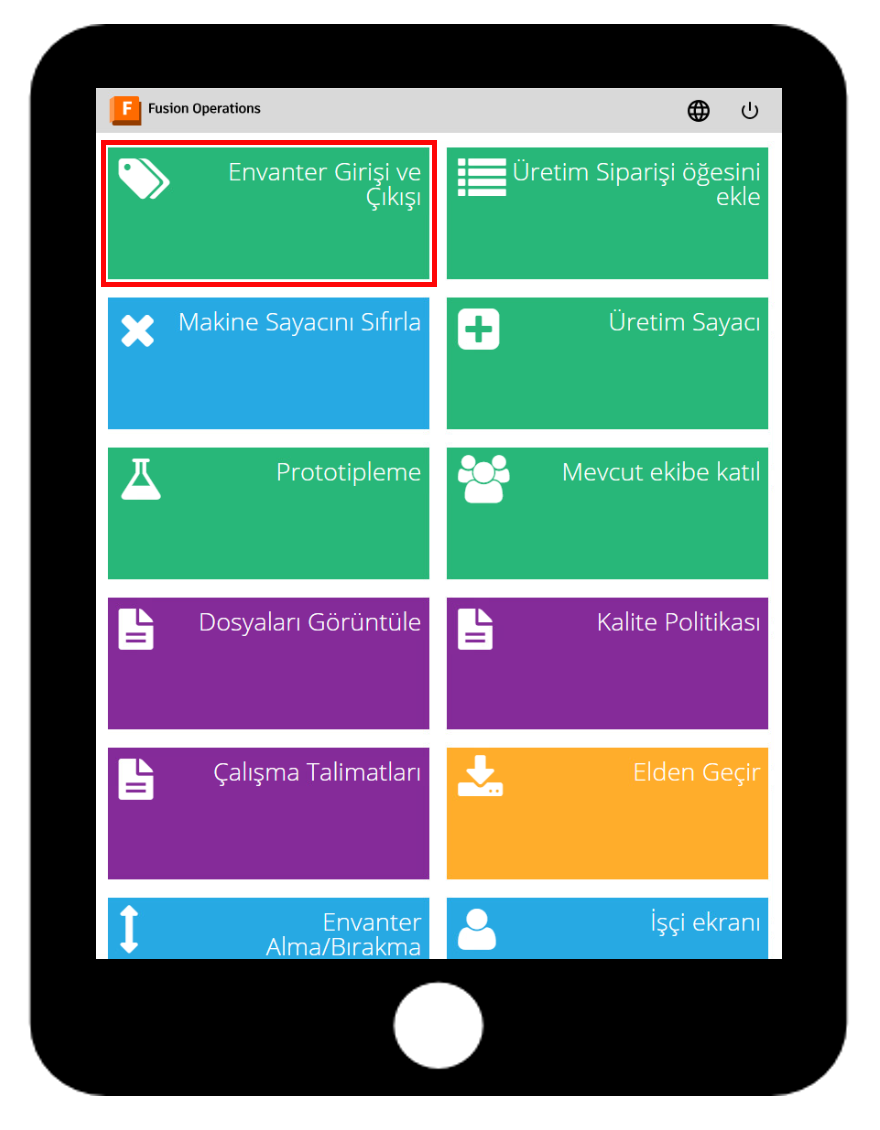 F Fusion Operations
Envanter Girişi ve
Çıkışı
Üretim Siparişi öğesini
ekle
Makine Sayacını Sıfırla
Üretim Sayacı
Prototipleme
Mevcut ekibe katıl
Dosyaları Görüntüle
Kalite Politikası
Çalışma Talimatları
Elden Geçir
Envanter
Alma/Bırakma
İşçi ekranı